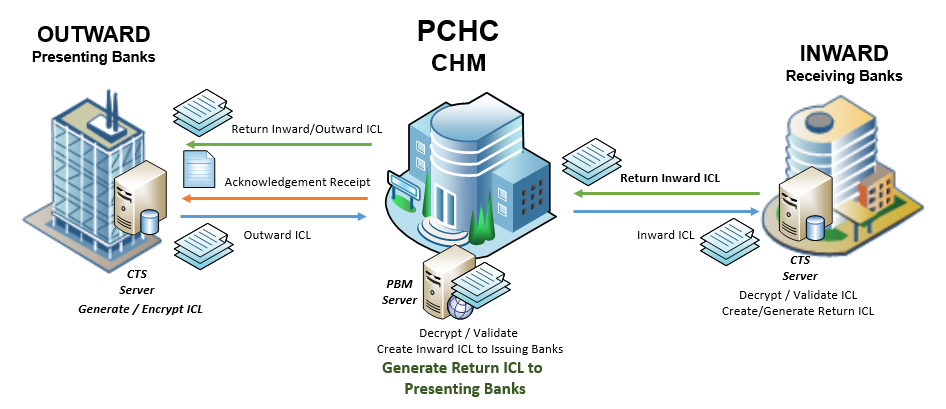 OUTWARD
Presenting Banks
PCHC
CHM
INWARD
Receiving Banks
Return Inward/Outward ICL
Acknowledgement Receipt
Outward ICL
Return Inward ICL
Inward ICL
CTS
Server
Generate / Encrypt ICL
PBM
Server
Decrypt / Validate
Create Inward ICL to Issuing Banks
Generate Return ICL to
Presenting Banks
CTS
Server
Decrypt / Validate ICL
Create/Generate Return ICL